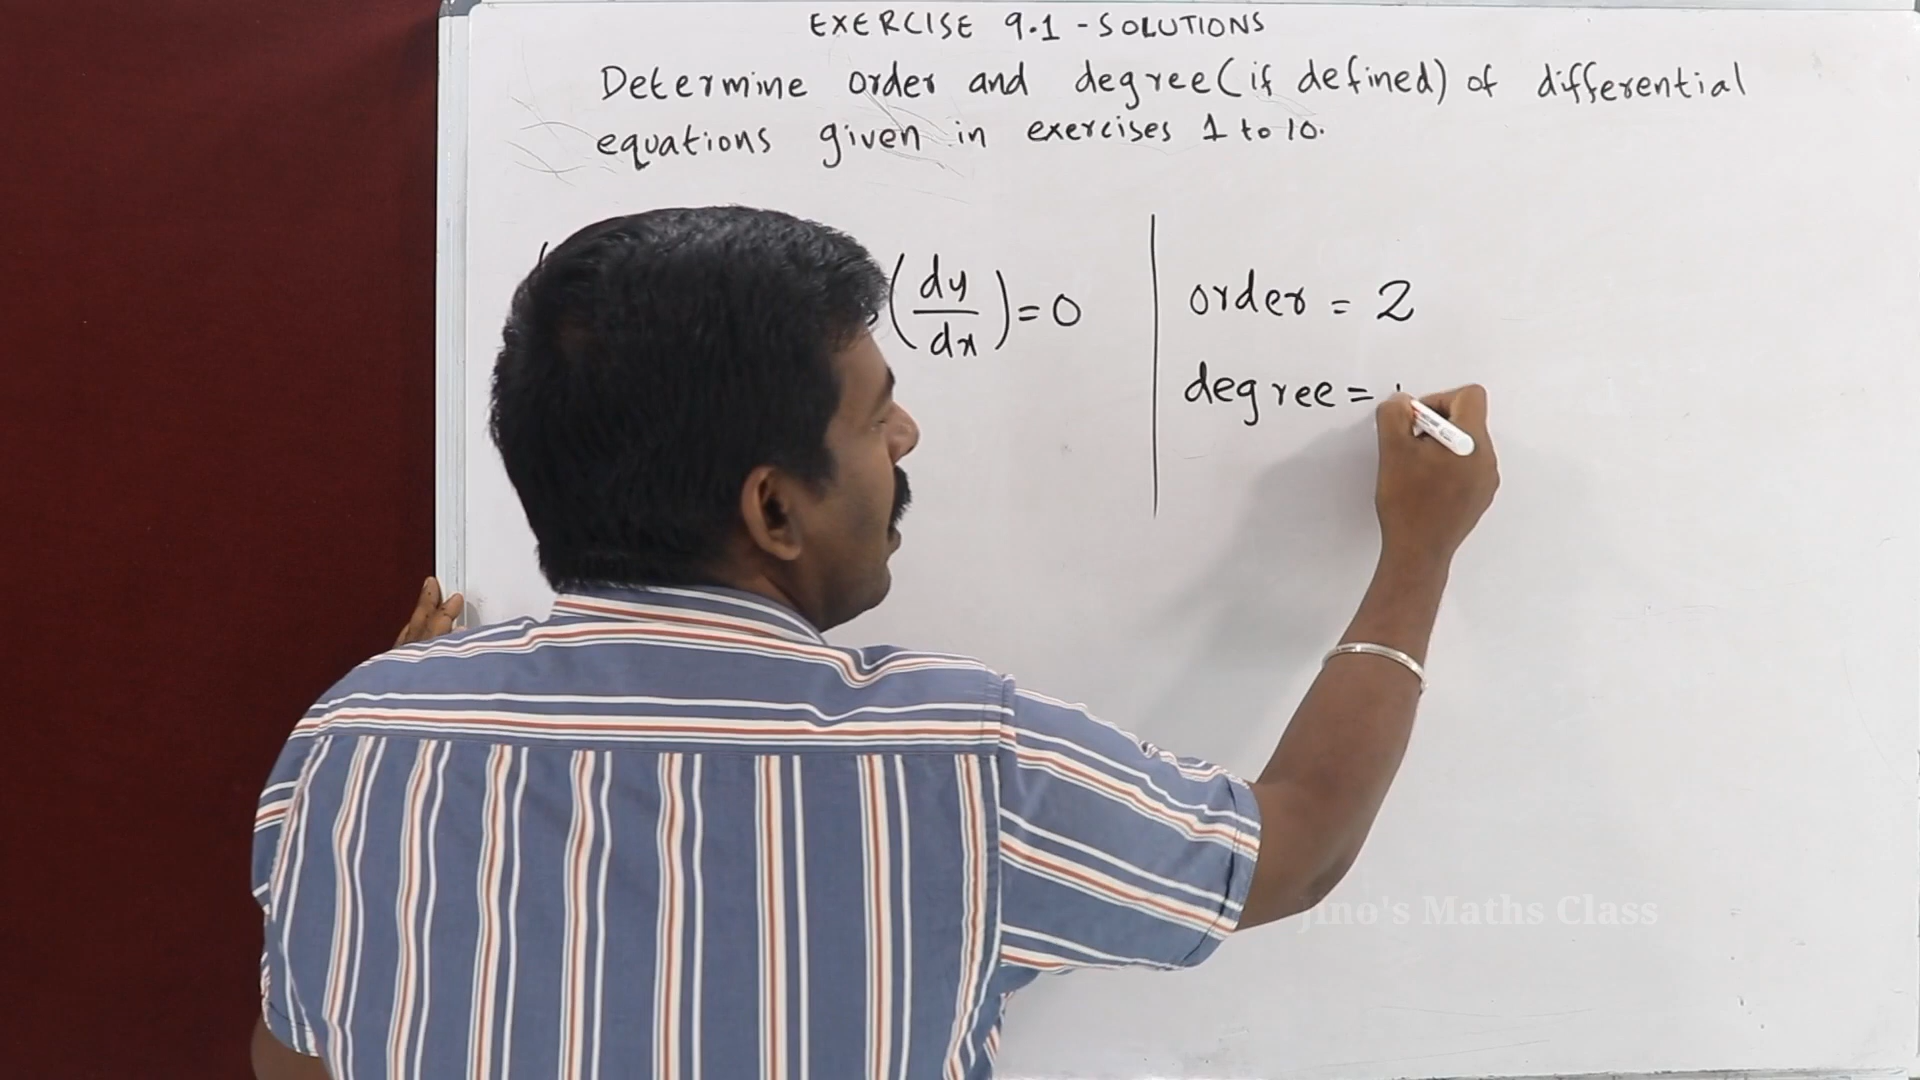 EXERCISE 9.1 - SOLUTIONS
Determine order and degree (if defined) of differential
equations given in exercises 1 to 10.
(dy/dx) = 0
order = 2
degree =
jino's Maths Class